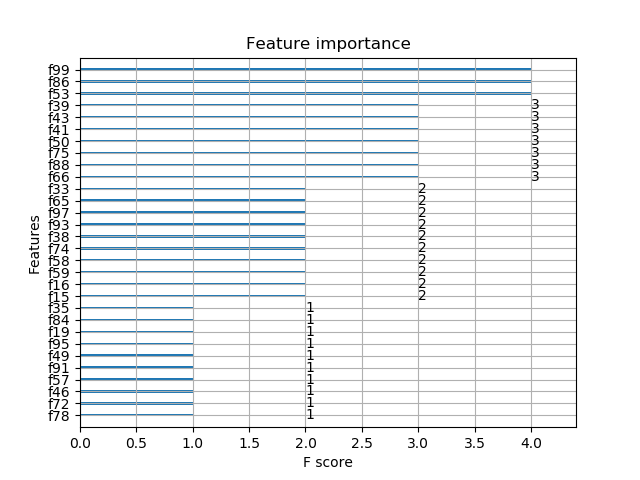 Feature importance
f99
f86
f53
f39 3
f43 3
f41 3
f50 3
f75 3
f88 3
f66 3
f33 2
f65 2
f97 2
f93 2
f38 2
f74 2
f58 2
f59 2
f16 2
f15 2
f35 1
f84 1
f19 1
f95 1
f49 1
f91 1
f57 1
f46 1
f72 1
f78 1
Features
0.0 0.5 1.0 1.5 2.0 2.5 3.0 3.5 4.0
F score